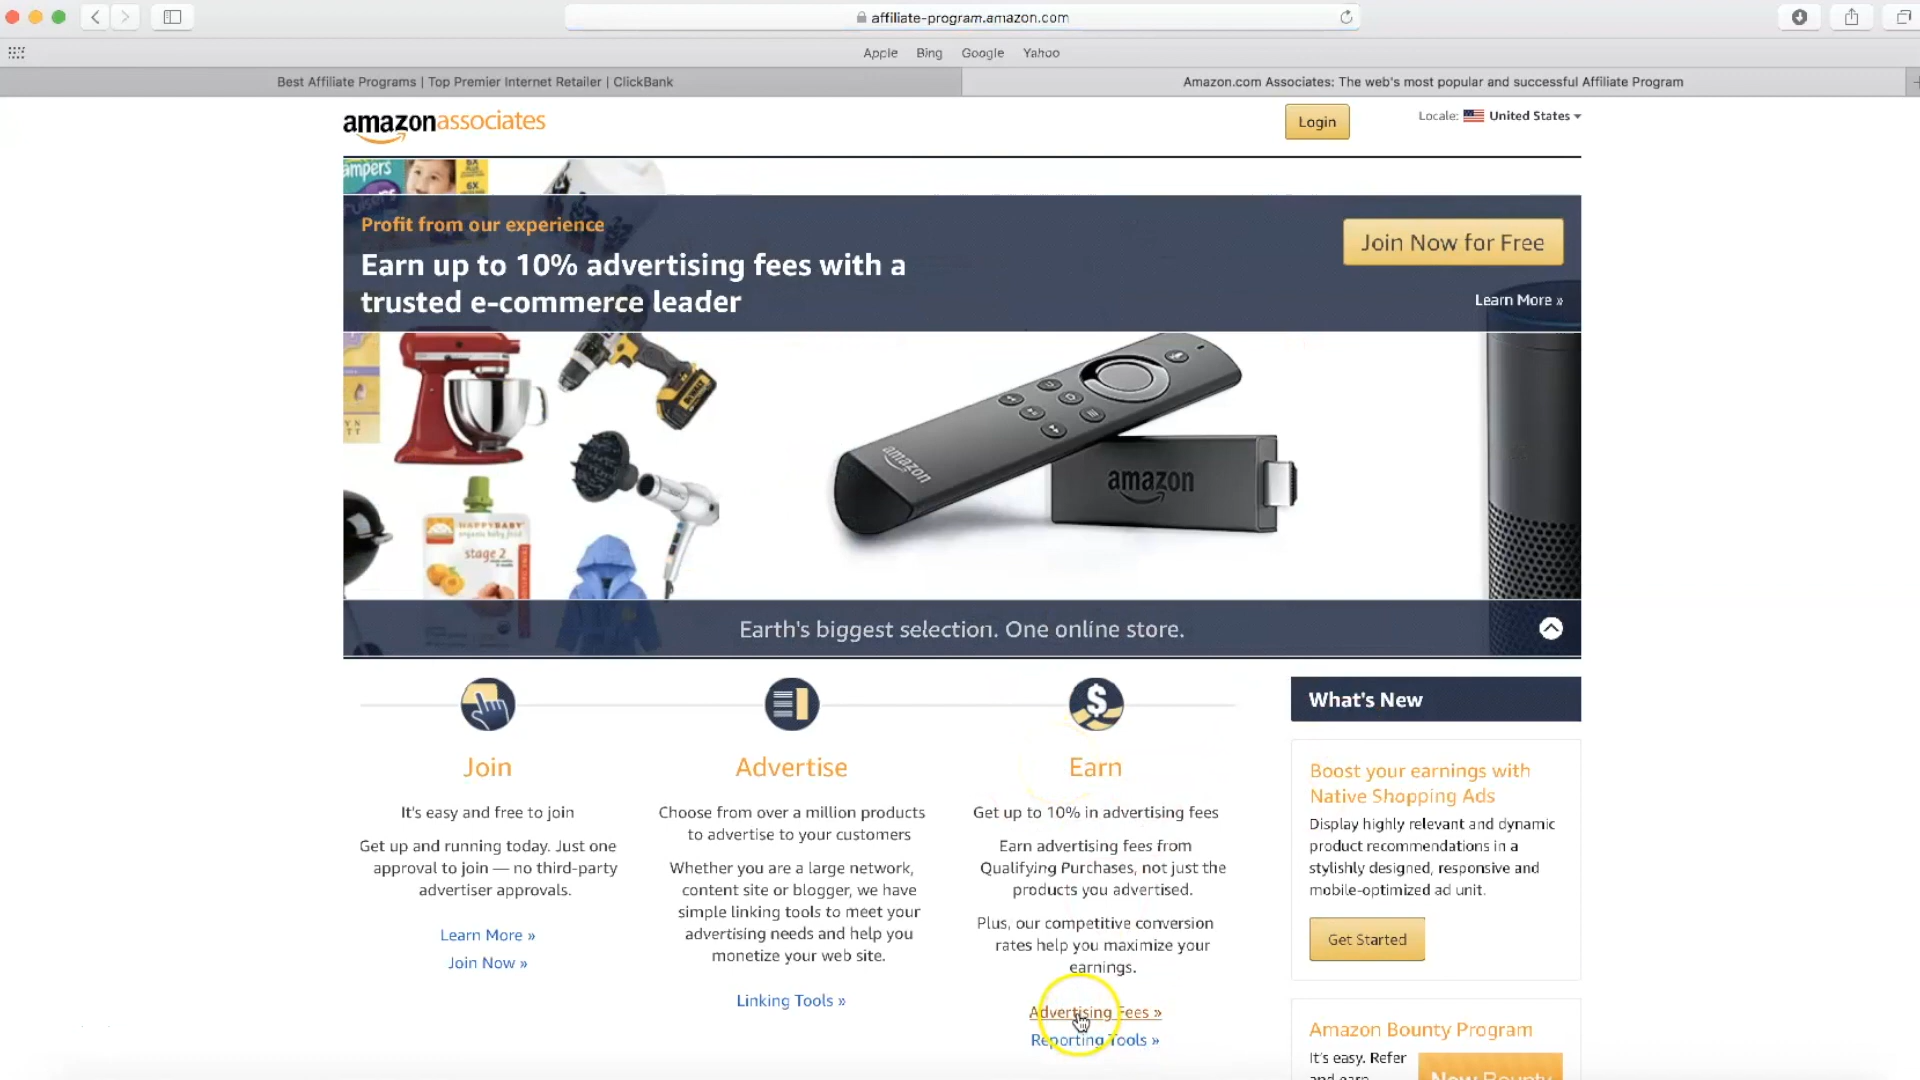 affiliate-program.amazon.com
Apple Bing Google Yahoo
Best Affiliate Programs | Top Premier Internet Retailer | ClickBank
Amazon.com Associates: The web's most popular and successful Affiliate Program
amazonassociates
Login
Locale: United States
Profit from our experience
Earn up to 10% advertising fees with a
trusted e-commerce leader
Join Now for Free
Learn More »
amazon
amazon
HAPPYBABY
organic baby food
stage 2
Earth's biggest selection. One online store.
Join
It's easy and free to join
Get up and running today. Just one
approval to join — no third-party
advertiser approvals.
Learn More »
Join Now »
Advertise
Choose from over a million products
to advertise to your customers
Whether you are a large network,
content site or blogger, we have
simple linking tools to meet your
advertising needs and help you
monetize your web site.
Linking Tools »
Earn
Get up to 10% in advertising fees
Earn advertising fees from
Qualifying Purchases, not just the
products you advertised.
Plus, our competitive conversion
rates help you maximize your
earnings.
Advertising Fees »
Reporting Tools »
What's New
Boost your earnings with
Native Shopping Ads
Display highly relevant and dynamic
product recommendations in a
stylishly designed, responsive and
mobile-optimized ad unit.
Get Started
Amazon Bounty Program
It's easy. Refer
and earn
New Bounty